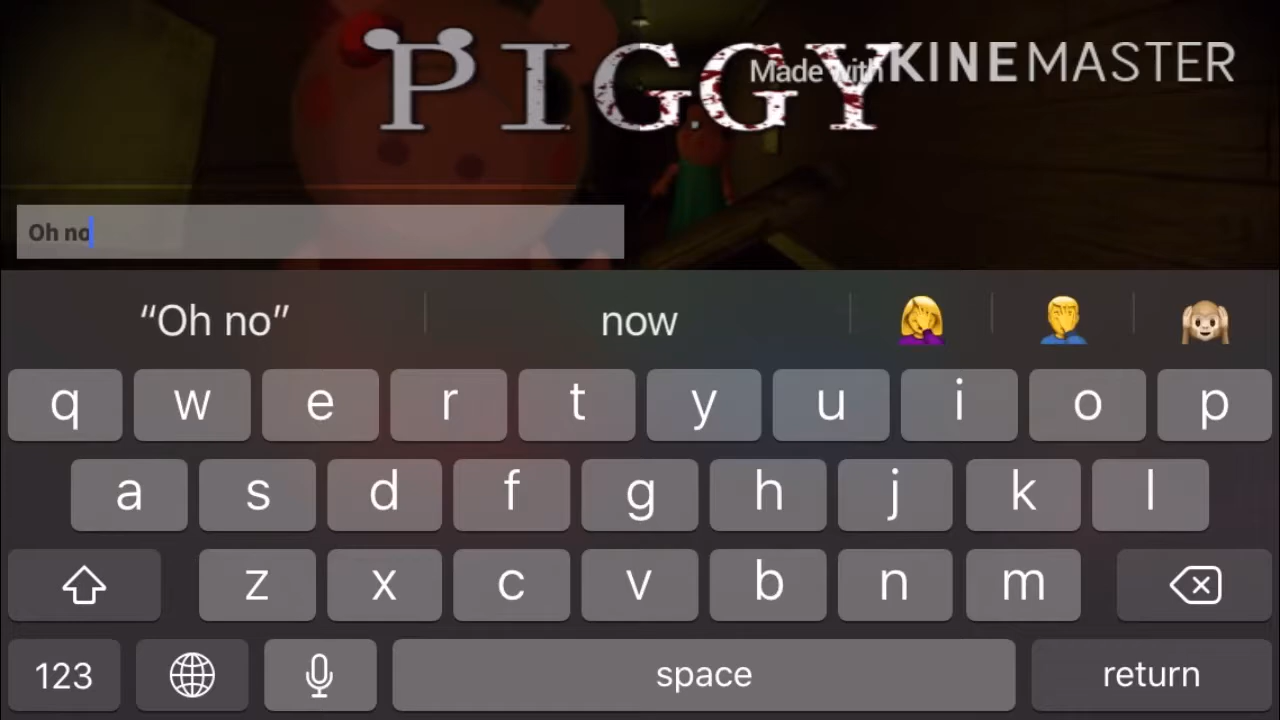 PIGGY
Made with KINEMASTER
Oh no
“Oh no” now
q w e r t y u i o p
a s d f g h j k l
z x c v b n m
123 space return